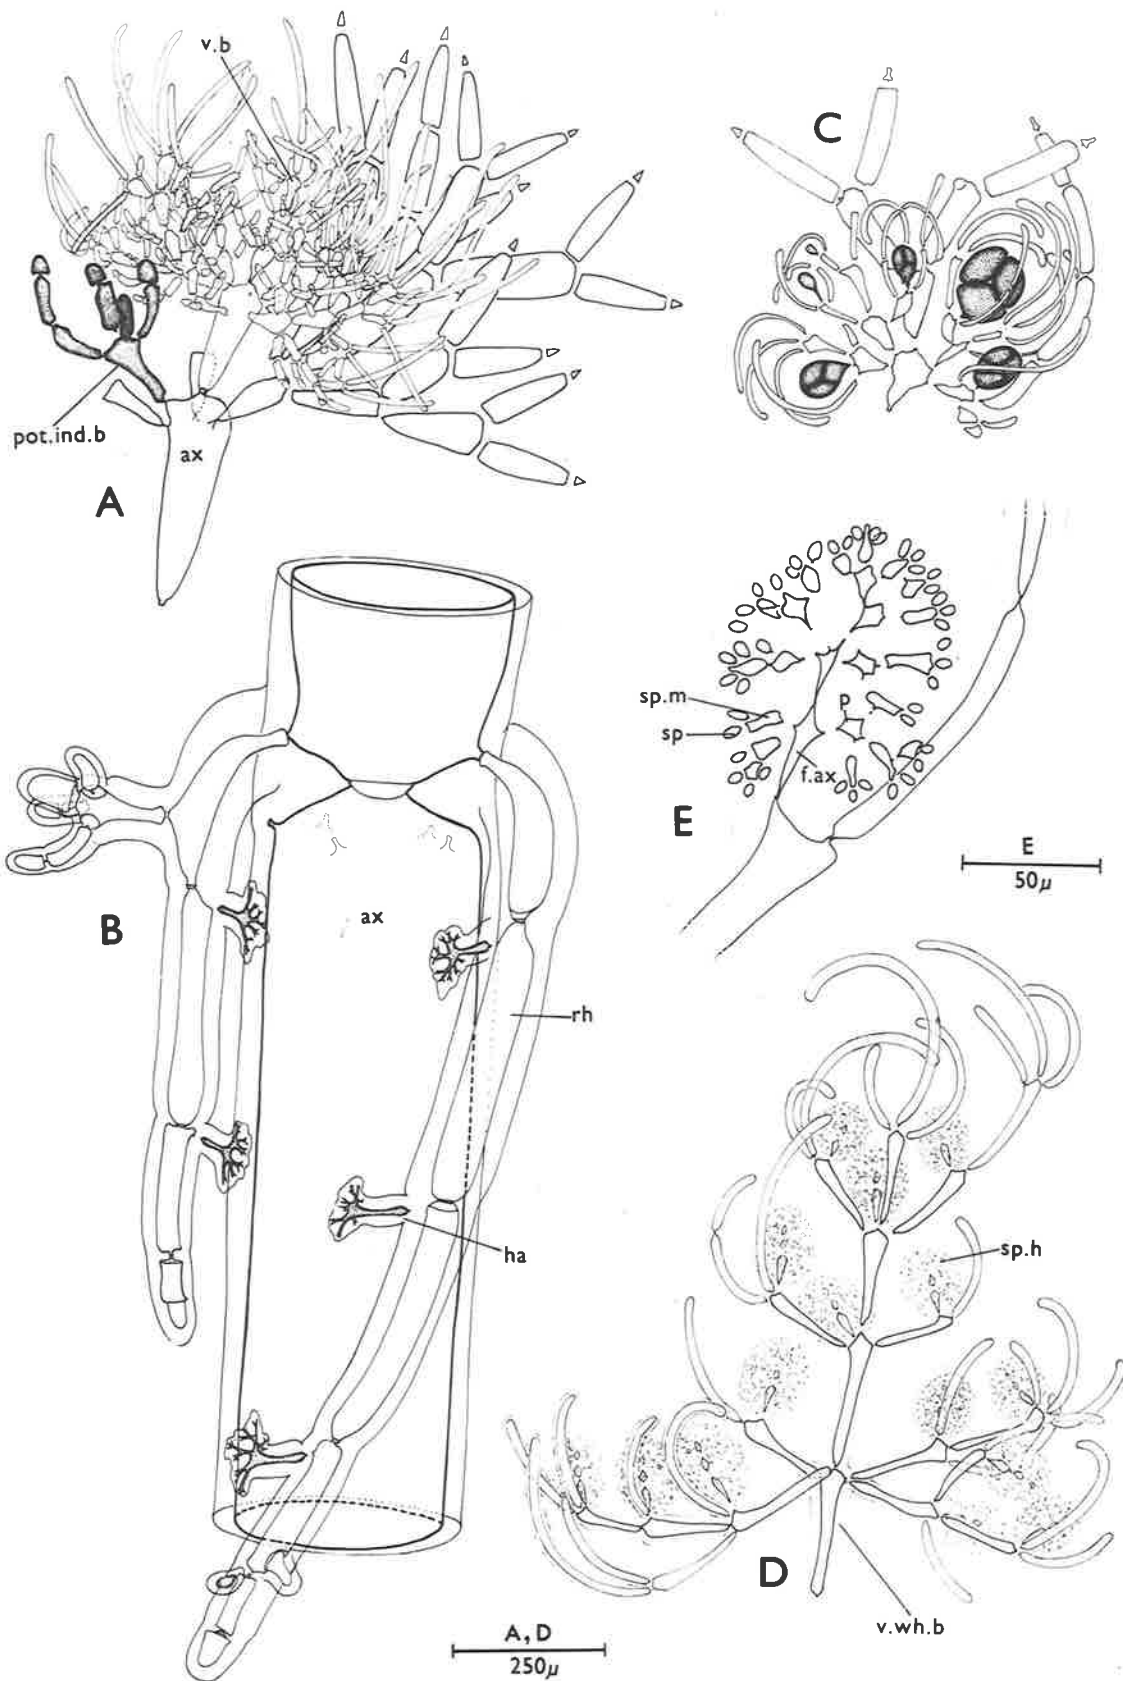 v.b
C
pot.ind.b
ax
A
sp.m
p
sp
f.ax
E
E
50µ
B
ax
rh
sp.h
ha
D
v.wh.b
A, D
250µ